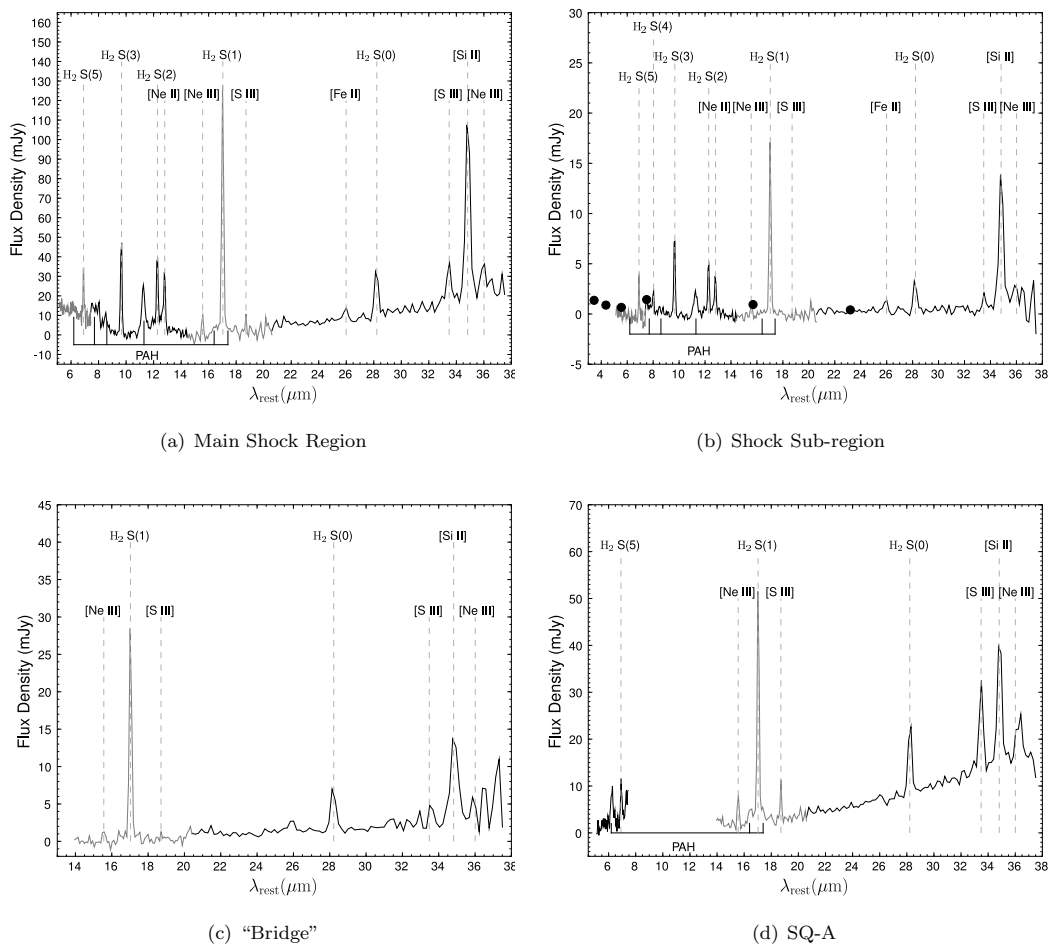 H2 S(5)
H2 S(3)
H2 S(2)
[Ne II]
[Ne III]
H2 S(1)
[S III]
[Fe II]
H2 S(0)
[S III]
[Si II]
[Ne III]
Flux Density (mJy)
160
150
140
130
120
110
100
90
80
70
60
50
40
30
20
10
0
-10
PAH
6 8 10 12 14 16 18 20 22 24 26 28 30 32 34 36 38
λrest(μm)
(a) Main Shock Region
H2 S(4)
H2 S(5)
H2 S(3)
H2 S(2)
[Ne II]
[Ne III]
H2 S(1)
[S III]
[Fe II]
H2 S(0)
[S III]
[Si II]
[Ne III]
Flux Density (mJy)
30
25
20
15
10
5
0
-5
PAH
4 6 8 10 12 14 16 18 20 22 24 26 28 30 32 34 36 38
λrest(μm)
(b) Shock Sub-region
H2 S(1)
[Ne III]
[S III]
H2 S(0)
[Si II]
[S III]
[Ne III]
Flux Density (mJy)
45
40
35
30
25
20
15
10
5
0
14 16 18 20 22 24 26 28 30 32 34 36 38
λrest(μm)
(c) “Bridge”
H2 S(5)
H2 S(1)
[Ne III]
[S III]
H2 S(0)
[Si II]
[S III]
[Ne III]
Flux Density (mJy)
70
60
50
40
30
20
10
0
PAH
6 8 10 12 14 16 18 20 22 24 26 28 30 32 34 36 38
λrest(μm)
(d) SQ-A